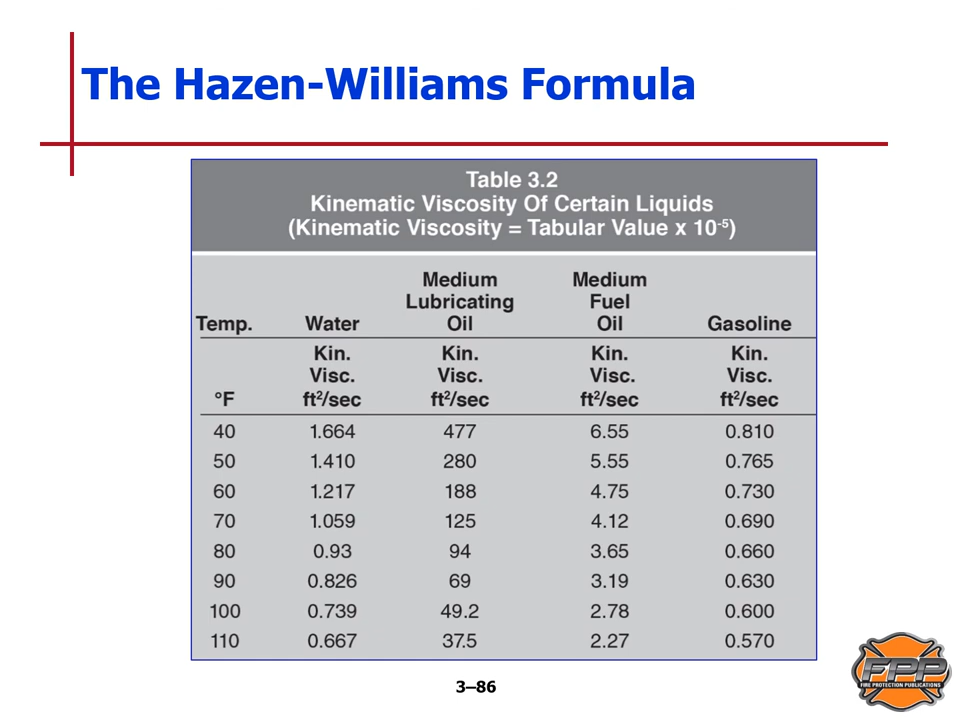 The Hazen-Williams Formula
Table 3.2
Kinematic Viscosity Of Certain Liquids
(Kinematic Viscosity = Tabular Value x 10⁻⁵)
Temp. Water Medium Lubricating Oil Medium Fuel Oil Gasoline
°F Kin. Visc. ft²/sec Kin. Visc. ft²/sec Kin. Visc. ft²/sec Kin. Visc. ft²/sec
40 1.664 477 6.55 0.810
50 1.410 280 5.55 0.765
60 1.217 188 4.75 0.730
70 1.059 125 4.12 0.690
80 0.93 94 3.65 0.660
90 0.826 69 3.19 0.630
100 0.739 49.2 2.78 0.600
110 0.667 37.5 2.27 0.570
3–86
FPP
FIRE PROTECTION PUBLICATIONS